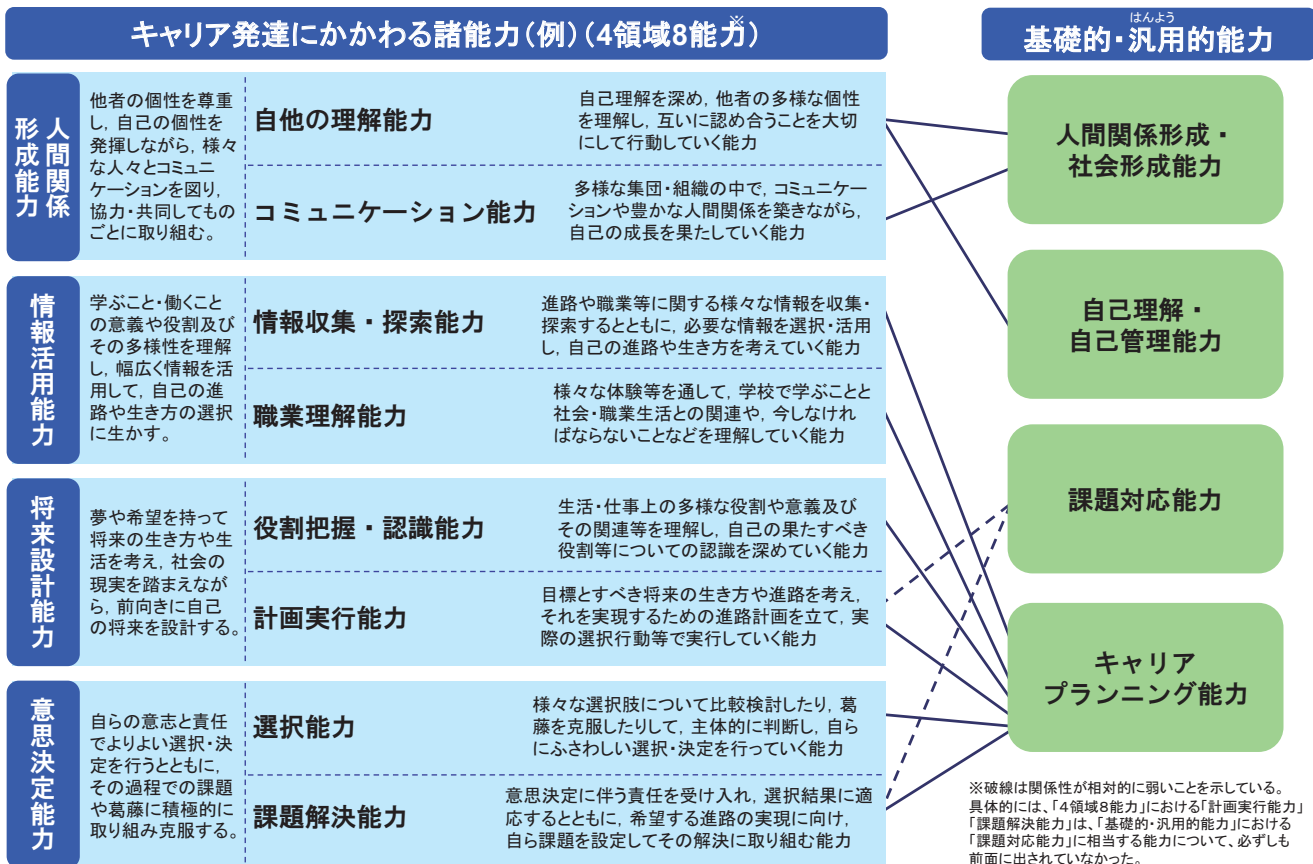 キャリア発達にかかわる諸能力(例)(4領域8能力※)
人間関係
形成能力
他者の個性を尊重
し，自己の個性を
発揮しながら，様々
な人々とコミュニ
ケーションを図り，
協力・共同してもの
ごとに取り組む。
自他の理解能力
自己理解を深め，他者の多様な個性
を理解し，互いに認め合うことを大切
にして行動していく能力
コミュニケーション能力
多様な集団・組織の中で，コミュニケー
ションや豊かな人間関係を築きながら，
自己の成長を果たしていく能力
情報活用能力
学ぶこと・働くこと
の意義や役割及び
その多様性を理解
し，幅広く情報を活
用して，自己の進
路や生き方の選択
に生かす。
情報収集・探索能力
進路や職業等に関する様々な情報を収集・
探索するとともに，必要な情報を選択・活用
し，自己の進路や生き方を考えていく能力
職業理解能力
様々な体験等を通して，学校で学ぶことと
社会・職業生活との関連や，今しなけれ
ばならないことなどを理解していく能力
将来設計能力
夢や希望を持って
将来の生き方や生
活を考え，社会の
現実を踏まえなが
ら，前向きに自己
の将来を設計する。
役割把握・認識能力
生活・仕事上の多様な役割や意義及び
その関連等を理解し，自己の果たすべき
役割等についての認識を深めていく能力
計画実行能力
目標とすべき将来の生き方や進路を考え，
それを実現するための進路計画を立て，実
際の選択行動等で実行していく能力
意思決定能力
自らの意志と責任
でよりよい選択・決
定を行うとともに，
その過程での課題
や葛藤に積極的に
取り組み克服する。
選択能力
様々な選択肢について比較検討したり，葛
藤を克服したりして，主体的に判断し，自ら
にふさわしい選択・決定を行っていく能力
課題解決能力
意思決定に伴う責任を受け入れ，選択結果に適
応するとともに，希望する進路の実現に向け，
自ら課題を設定してその解決に取り組む能力
はんよう
基礎的・汎用的能力
人間関係形成・
社会形成能力
自己理解・
自己管理能力
課題対応能力
キャリア
プランニング能力
※破線は関係性が相対的に弱いことを示している。
具体的には，「4領域8能力」における「計画実行能力」
「課題解決能力」は，「基礎的・汎用的能力」における
「課題対応能力」に相当する能力について，必ずしも
前面に出されていなかった。